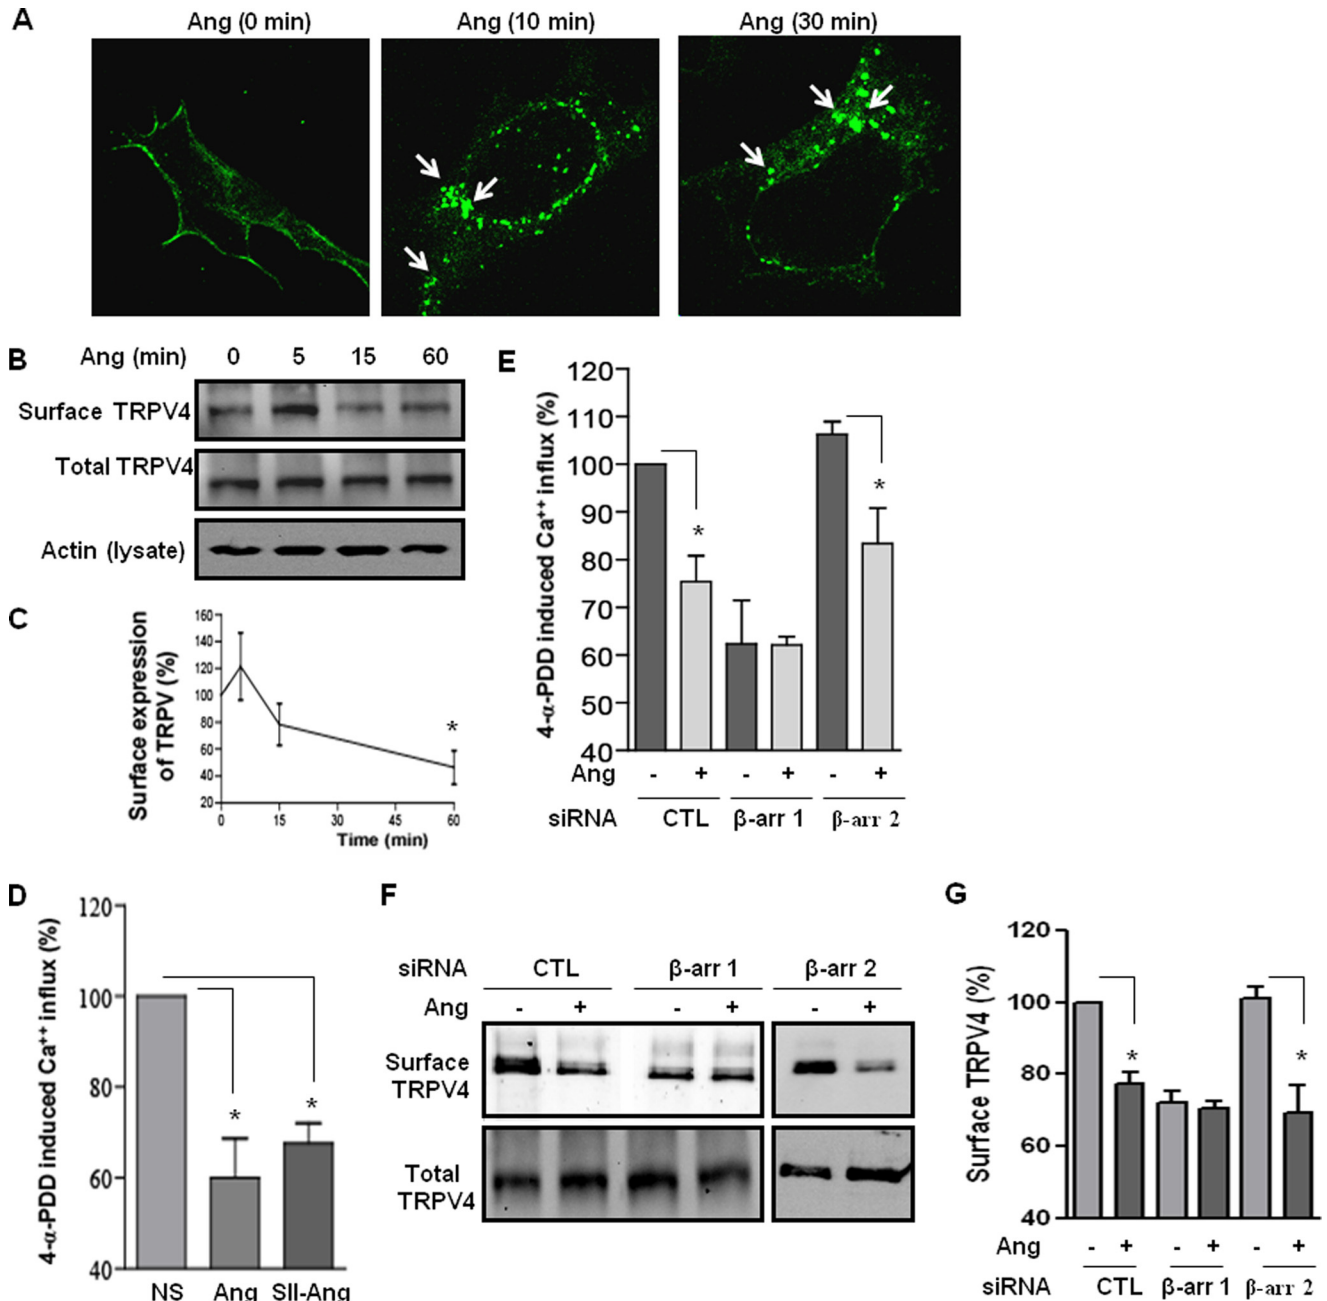 A
Ang (0 min)
Ang (10 min)
Ang (30 min)
B
Ang (min) 0 5 15 60
Surface TRPV4
Total TRPV4
Actin (lysate)
C
Surface expression
of TRPV (%)
160
140
120
100
80
60
40
20
0 15 30 45 60
Time (min)
*
E
4-α-PDD induced Ca++ influx (%)
120
110
100
90
80
70
60
50
40
* *
Ang - + - + - +
siRNA CTL β-arr 1 β-arr 2
D
4-α-PDD induced Ca++ influx (%)
120
100
80
60
40
* *
NS Ang SII-Ang
F
siRNA CTL β-arr 1 β-arr 2
Ang - + - + - +
Surface
TRPV4
Total
TRPV4
G
Surface TRPV4 (%)
120
100
80
60
40
* *
Ang - + - + - +
siRNA CTL β-arr 1 β-arr 2